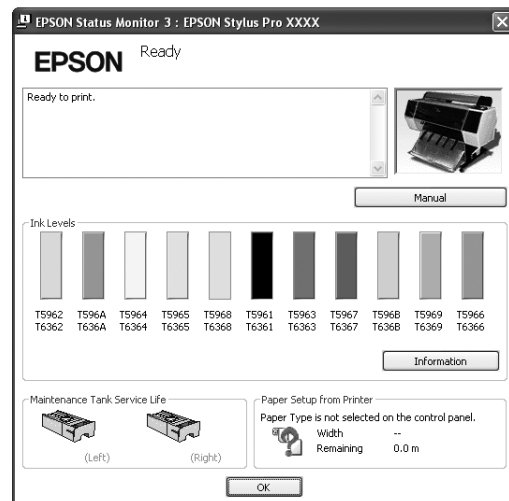 EPSON Status Monitor 3 : EPSON Stylus Pro XXXX
EPSON
Ready
Ready to print.
Manual
Ink Levels
T5962 T596A T5964 T5965 T5968 T5961 T5963 T5967 T596B T5969 T5966
T6362 T636A T6364 T6365 T6368 T6361 T6363 T6367 T636B T6369 T6366
Information
Maintenance Tank Service Life
(Left) (Right)
Paper Setup from Printer
Paper Type is not selected on the control panel.
Width --
Remaining 0.0 m
OK